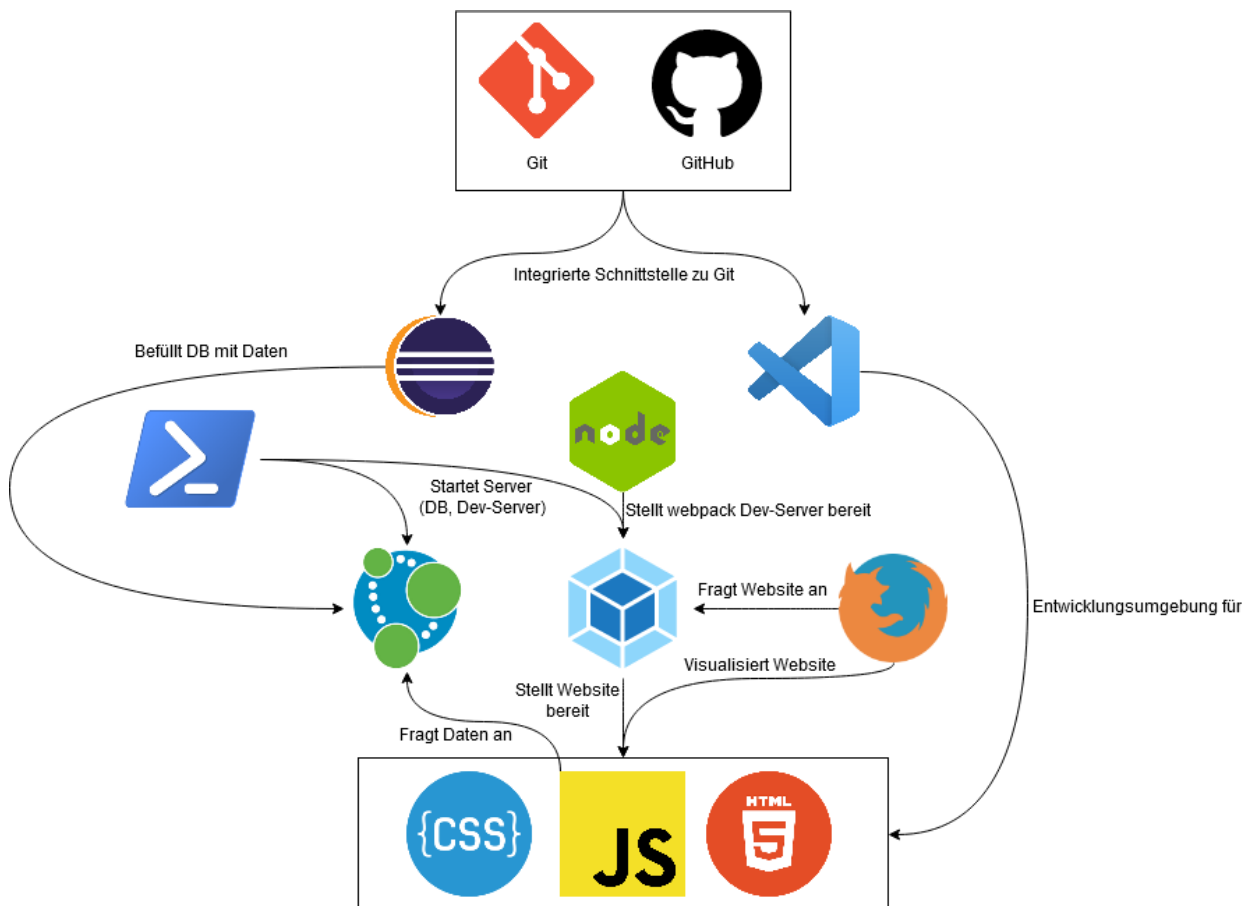 Git
GitHub
Integrierte Schnittstelle zu Git
Befüllt DB mit Daten
node
Startet Server
(DB, Dev-Server)
Stellt webpack Dev-Server bereit
Fragt Website an
Entwicklungsumgebung für
Visualisiert Website
Stellt Website
bereit
Fragt Daten an
{CSS}
JS
HTML
5